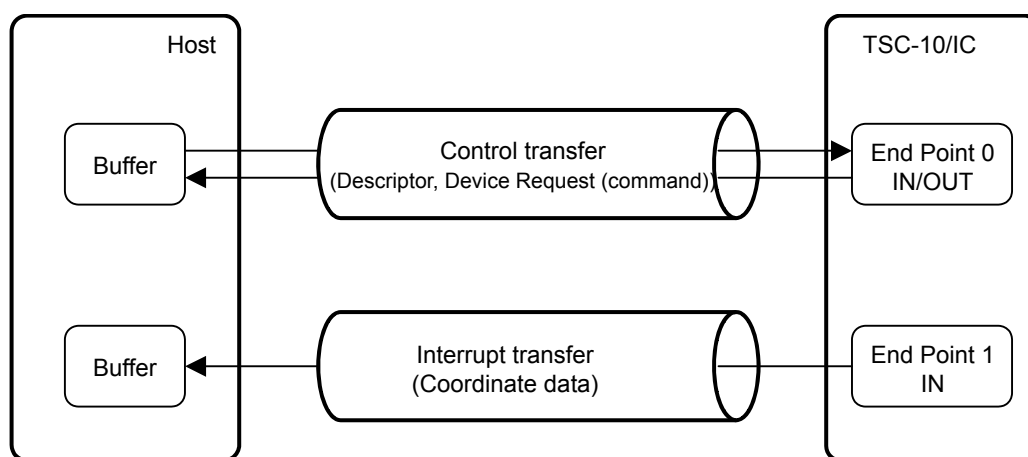 Host
TSC-10/IC
Buffer
Control transfer
(Descriptor, Device Request (command))
End Point 0
IN/OUT
Buffer
Interrupt transfer
(Coordinate data)
End Point 1
IN